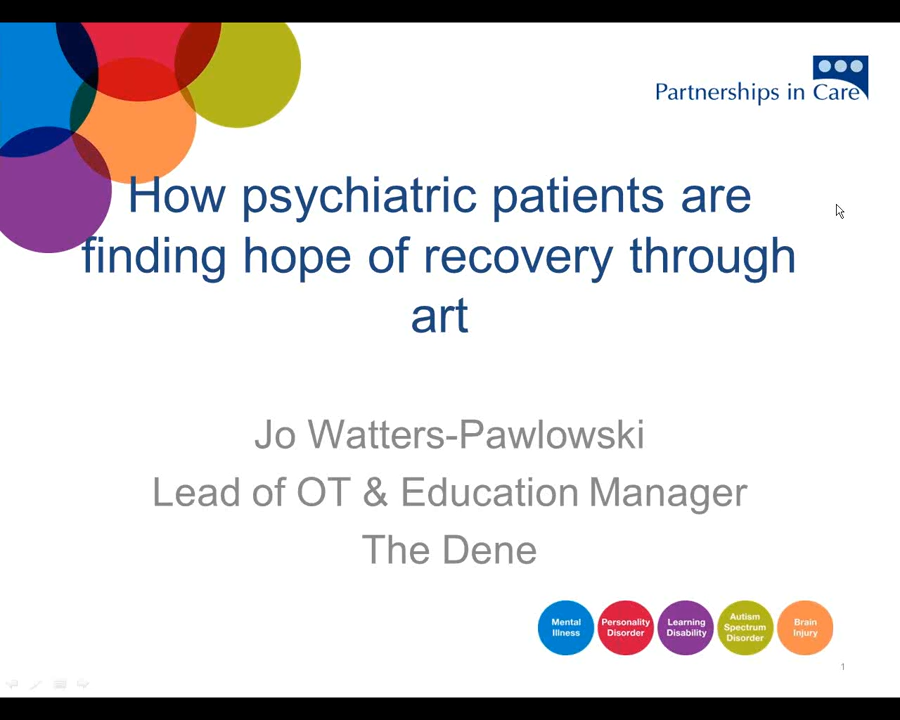 Partnerships in Care
How psychiatric patients are
finding hope of recovery through
art
Jo Watters-Pawlowski
Lead of OT & Education Manager
The Dene
Mental
Illness
Personality
Disorder
Learning
Disability
Autism
Spectrum
Disorder
Brain
Injury
1